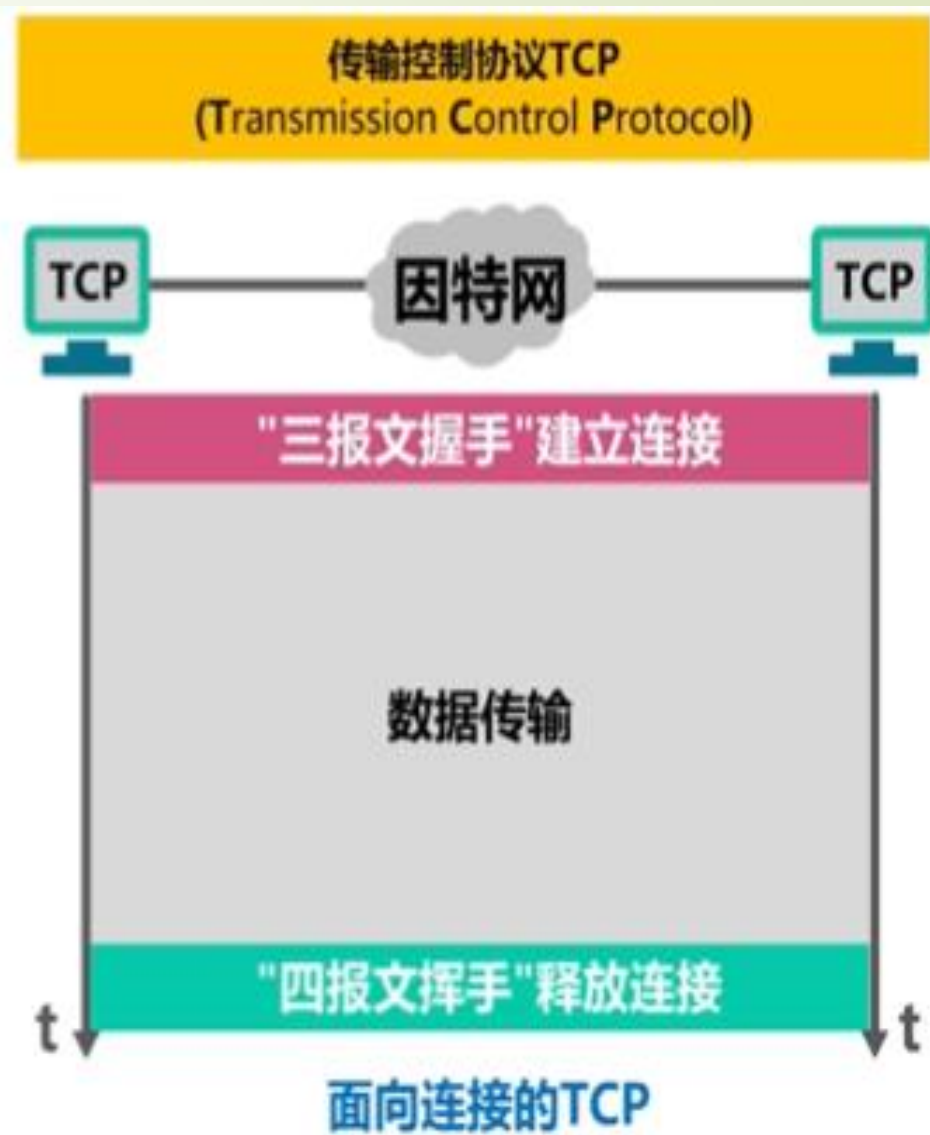 传输控制协议TCP
(Transmission Control Protocol)
TCP
因特网
TCP
"三报文握手"建立连接
数据传输
"四报文挥手"释放连接
t
t
面向连接的TCP